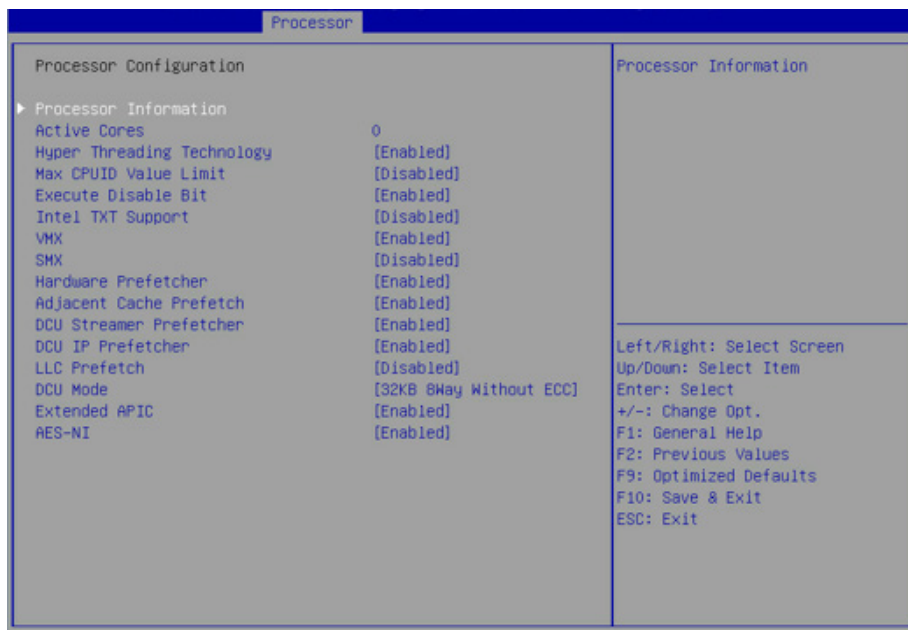 Processor
Processor Configuration
Processor Information
Active Cores 0
Hyper Threading Technology [Enabled]
Max CPUID Value Limit [Disabled]
Execute Disable Bit [Enabled]
Intel TXT Support [Disabled]
VMX [Enabled]
SMX [Disabled]
Hardware Prefetcher [Enabled]
Adjacent Cache Prefetch [Enabled]
DCU Streamer Prefetcher [Enabled]
DCU IP Prefetcher [Enabled]
LLC Prefetch [Disabled]
DCU Mode [32KB 8Way Without ECC]
Extended APIC [Enabled]
AES-NI [Enabled]
Processor Information
Left/Right: Select Screen
Up/Down: Select Item
Enter: Select
+/-: Change Opt.
F1: General Help
F2: Previous Values
F9: Optimized Defaults
F10: Save & Exit
ESC: Exit